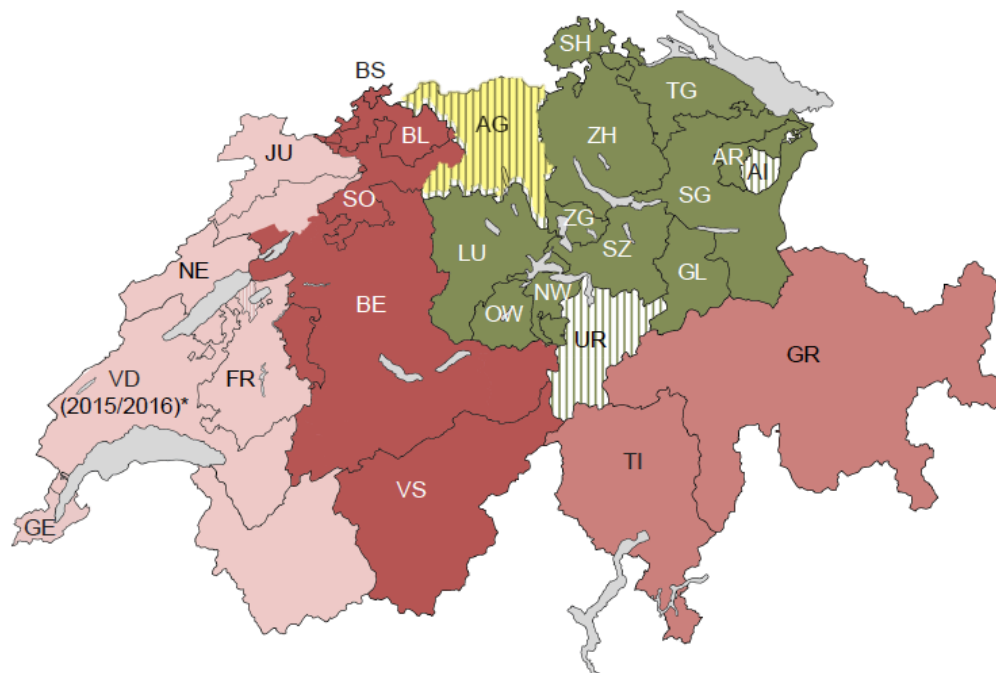 SH
BS
TG
AG
BL
ZH
JU
AR
AI
SO
SG
ZG
LU
SZ
NE
GL
NW
BE
OW
UR
GR
VD
(2015/2016)*
FR
TI
VS
GE